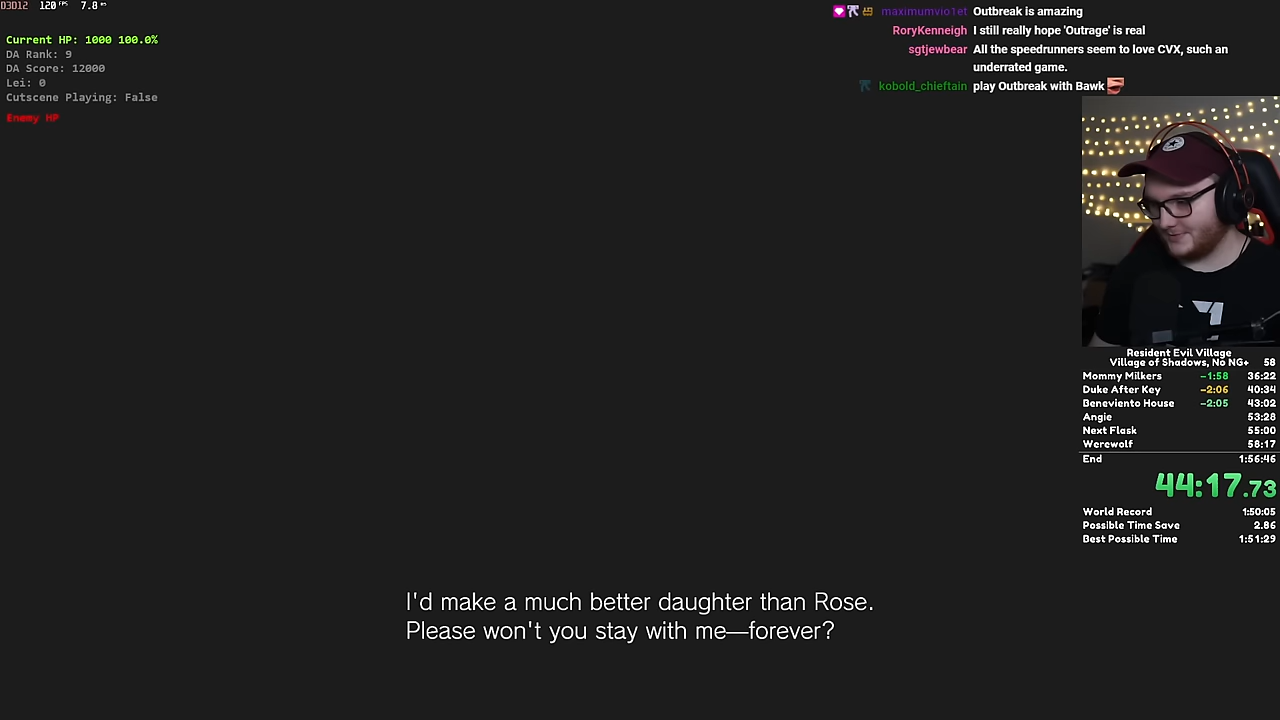 D3D12 120 FPS 7.8 ms
Current HP: 1000 100.0%
DA Rank: 9
DA Score: 12000
Lei: 0
Cutscene Playing: False
Enemy HP
maximumvio1et Outbreak is amazing
RoryKenneigh I still really hope 'Outrage' is real
sgtjewbear All the speedrunners seem to love CVX, such an
underrated game.
kobold_chieftain play Outbreak with Bawk
Resident Evil Village
Village of Shadows, No NG+ 58
Mommy Milkers -1:58 36:22
Duke After Key -2:06 40:34
Beneviento House -2:05 43:02
Angie 53:28
Next Flask 55:00
Werewolf 58:17
End 1:56:46
44:17.73
World Record 1:50:05
Possible Time Save 2.86
Best Possible Time 1:51:29
I'd make a much better daughter than Rose.
Please won't you stay with me—forever?